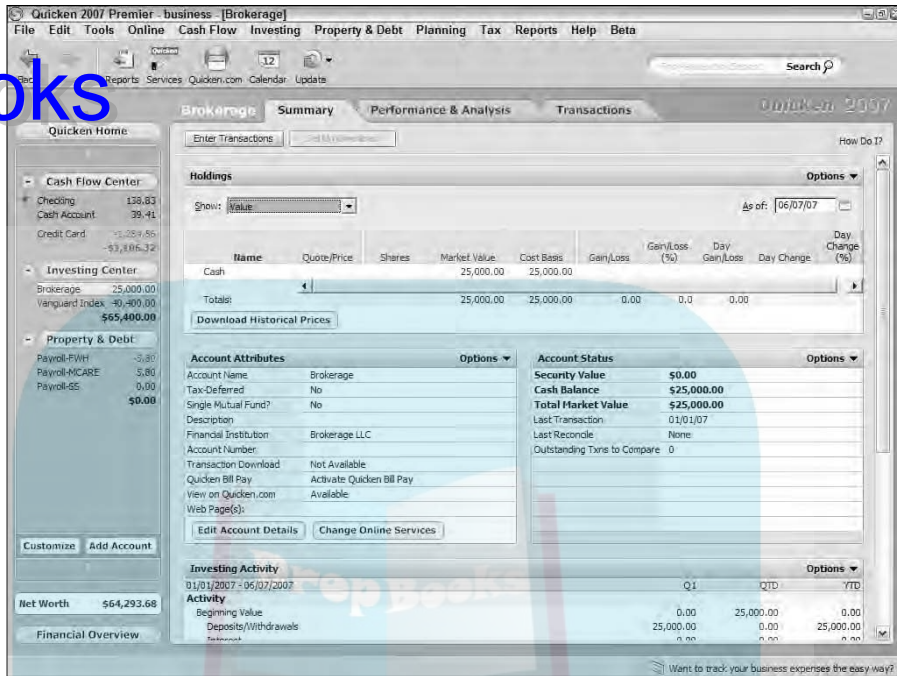 Quicken 2007 Premier - business - [Brokerage]
File Edit Tools Online Cash Flow Investing Property & Debt Planning Tax Reports Help Beta
Reports Services Quicken.com Calendar Update
Search
oks
Brokerage Summary Performance & Analysis Transactions Quicken 2007
Quicken Home
Enter Transactions
How Do I?
Cash Flow Center
Checking 138.83
Cash Account 39.41
Credit Card
Investing Center
Brokerage 25,000.00
Vanguard Index 40,400.00
$65,400.00
Property & Debt
Payroll-FWH
Payroll-MCARE 5.80
Payroll-SS 0.00
$0.00
Customize Add Account
Net Worth $64,293.68
Financial Overview
Holdings Options
Show: Value As of: 06/07/07
Name Quote/Price Shares Market Value Cost Basis Gain/Loss Gain/Loss (%) Day Gain/Loss Day Change Day Change (%)
Cash 25,000.00 25,000.00
Totals: 25,000.00 25,000.00 0.00 0.0 0.00
Download Historical Prices
Account Attributes Options
Account Name Brokerage
Tax-Deferred No
Single Mutual Fund? No
Description
Financial Institution Brokerage LLC
Account Number
Transaction Download Not Available
Quicken Bill Pay Activate Quicken Bill Pay
View on Quicken.com Available
Web Page(s):
Edit Account Details Change Online Services
Account Status Options
Security Value $0.00
Cash Balance $25,000.00
Total Market Value $25,000.00
Last Transaction 01/01/07
Last Reconcile None
Outstanding Txns to Compare 0
Investing Activity Options
01/01/2007 - 06/07/2007 Q1 QTD YTD
Activity
Beginning Value 0.00 25,000.00 0.00
Deposits/Withdrawals 25,000.00 0.00 25,000.00
DropBooks
Want to track your business expenses the easy way?